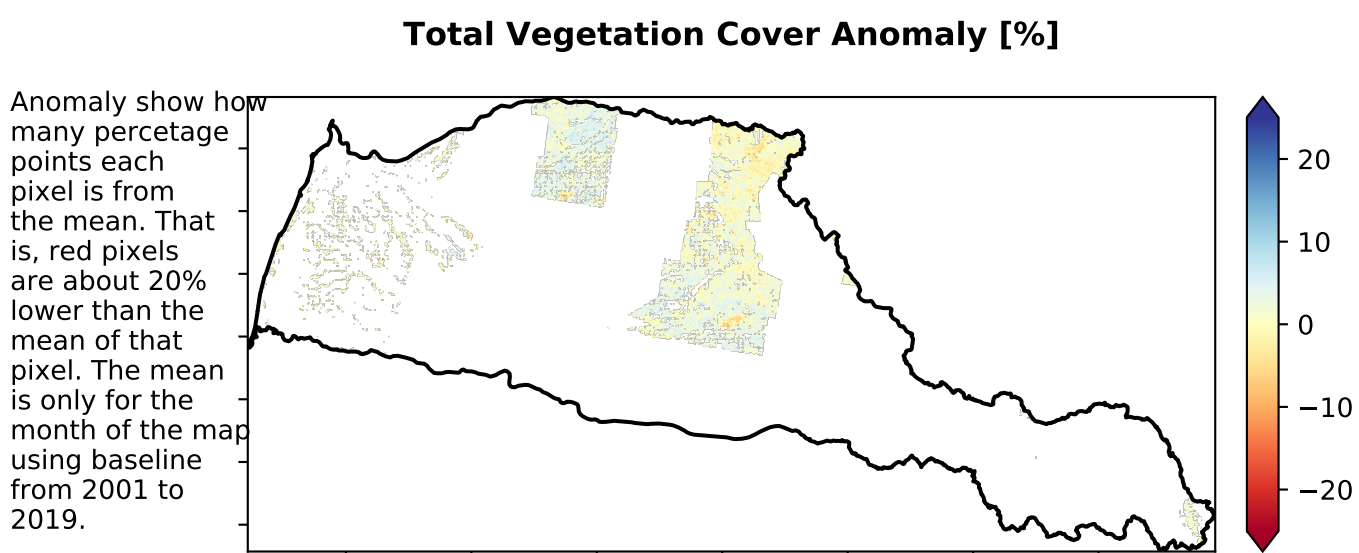 Total Vegetation Cover Anomaly [%]
Anomaly show how
many percetage
points each
pixel is from
the mean. That
is, red pixels
are about 20%
lower than the
mean of that
pixel. The mean
is only for the
month of the map
using baseline
from 2001 to
2019.
20
10
0
−10
−20